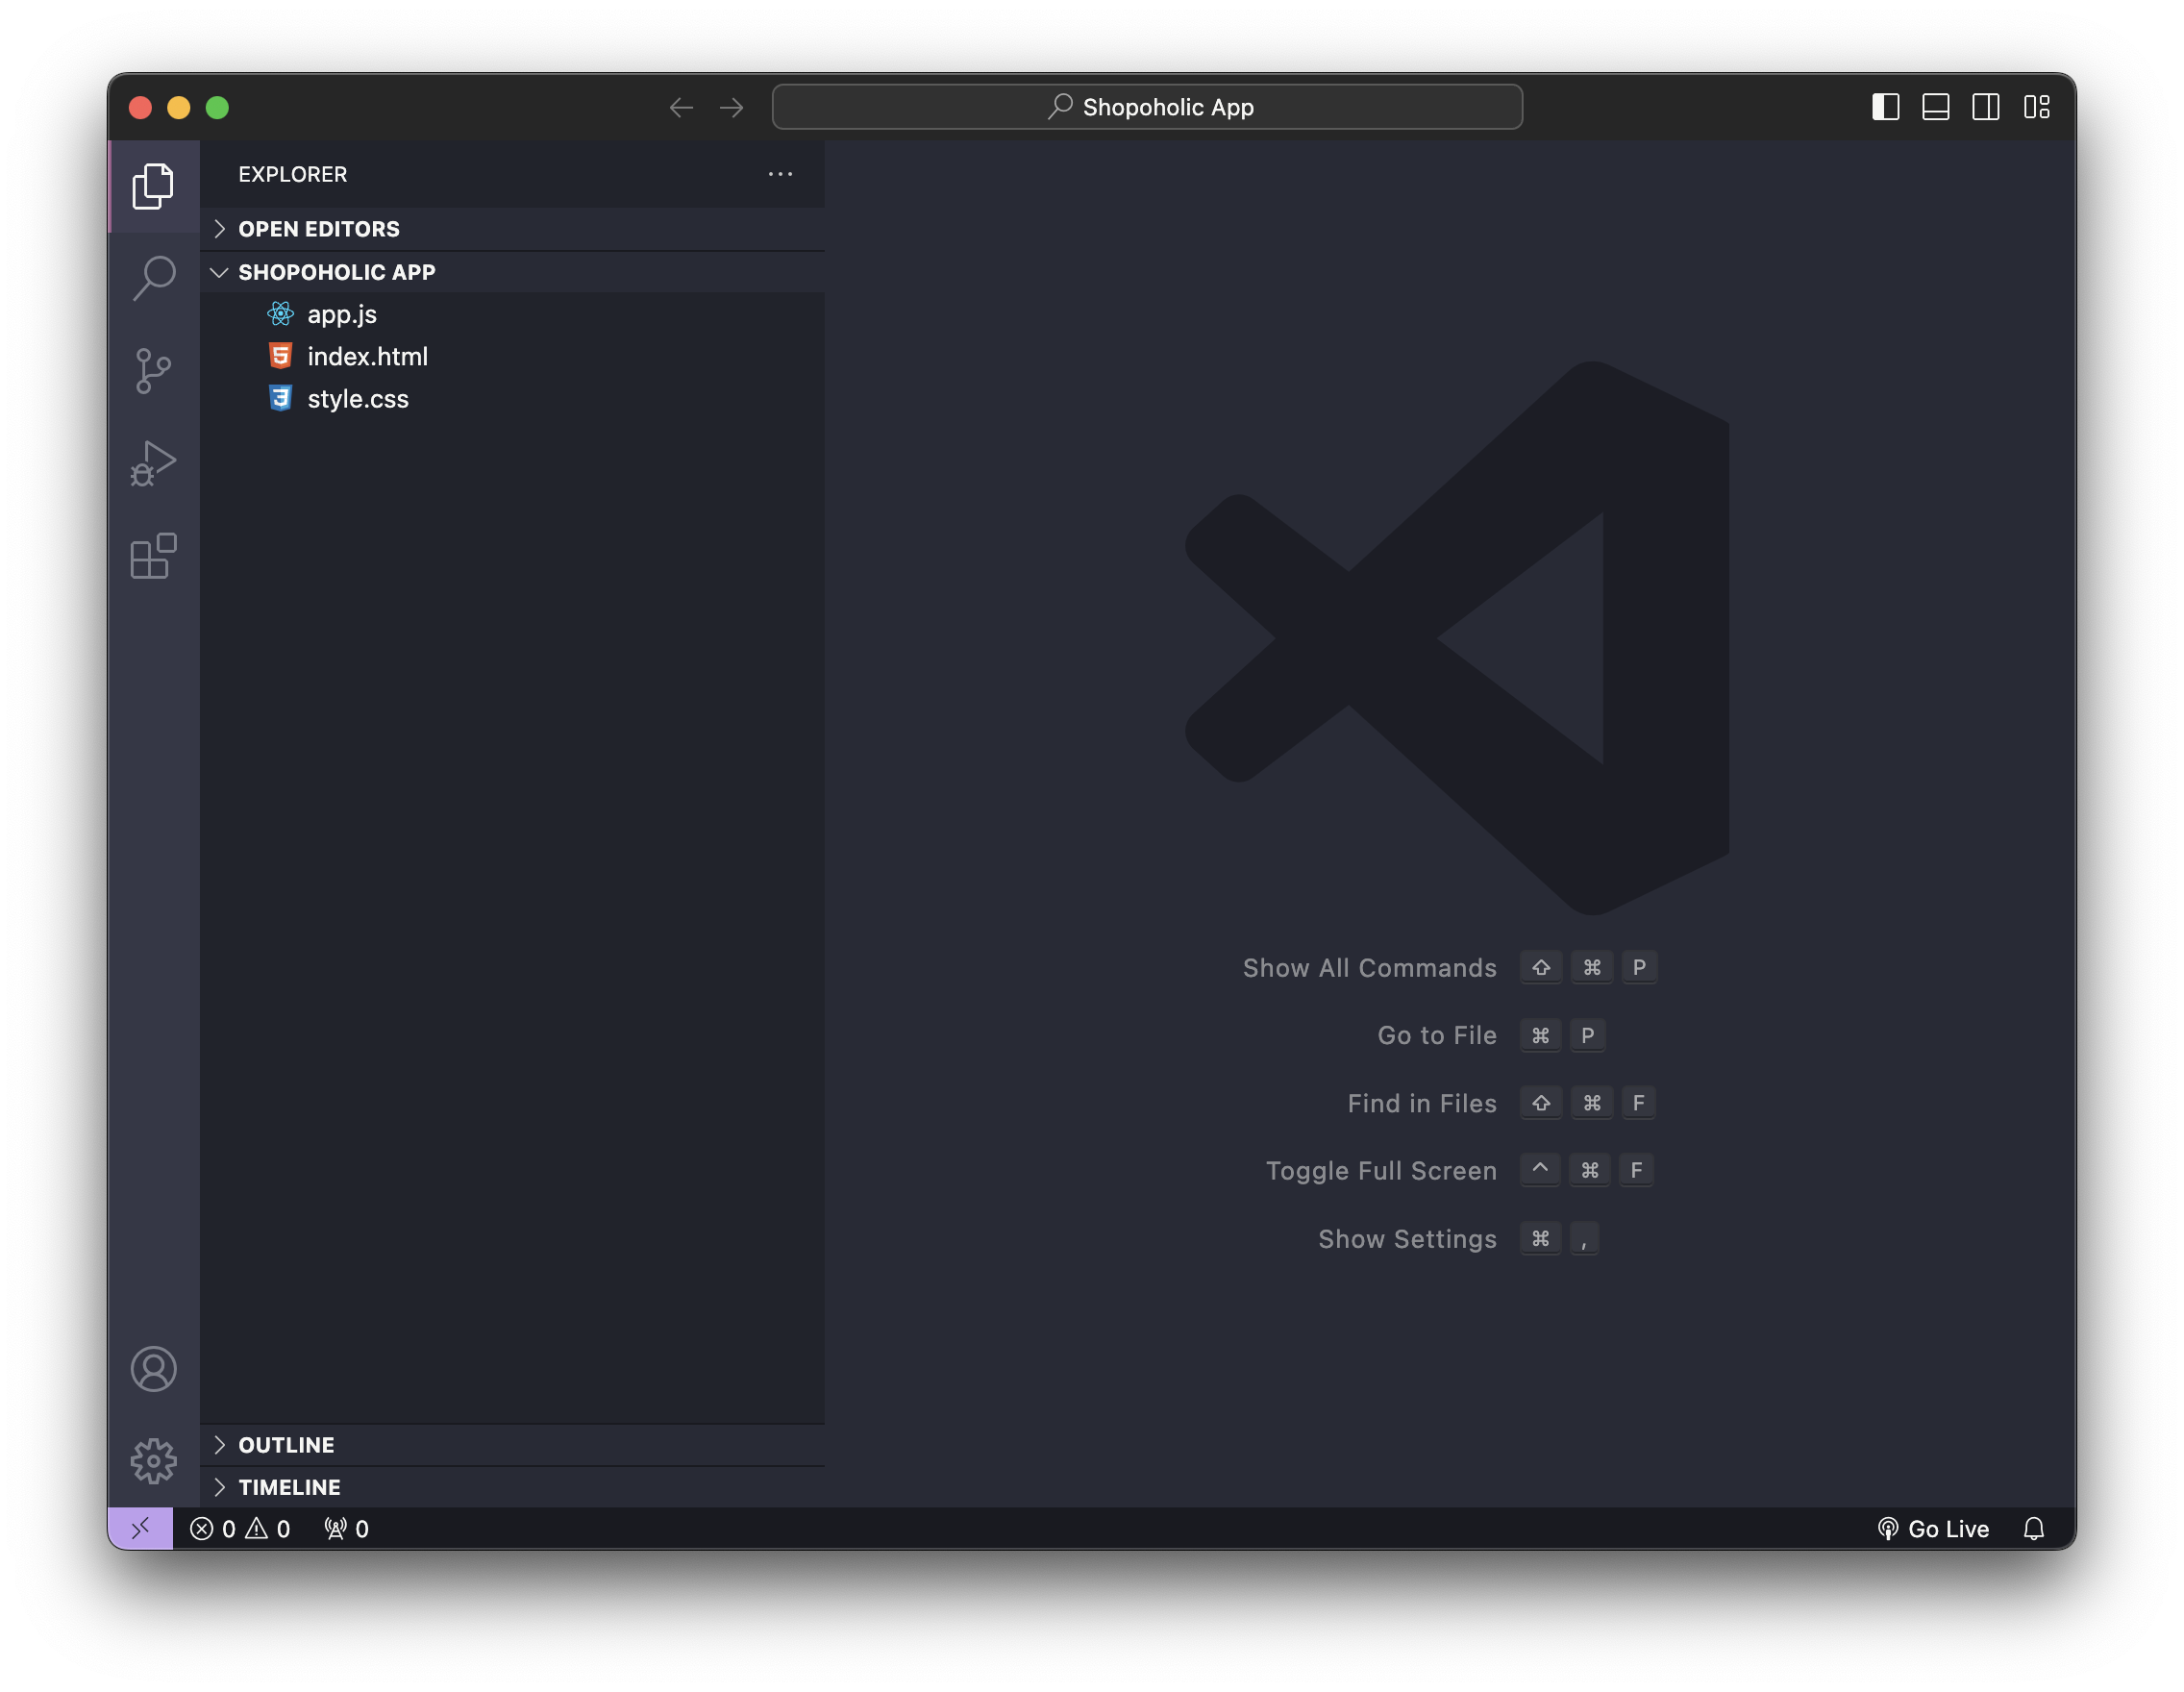 Shopoholic App
EXPLORER
OPEN EDITORS
SHOPOHOLIC APP
app.js
index.html
style.css
Show All Commands ⇧ ⌘ P
Go to File ⌘ P
Find in Files ⇧ ⌘ F
Toggle Full Screen ^ ⌘ F
Show Settings ⌘ ,
OUTLINE
TIMELINE
0 0 0 Go Live